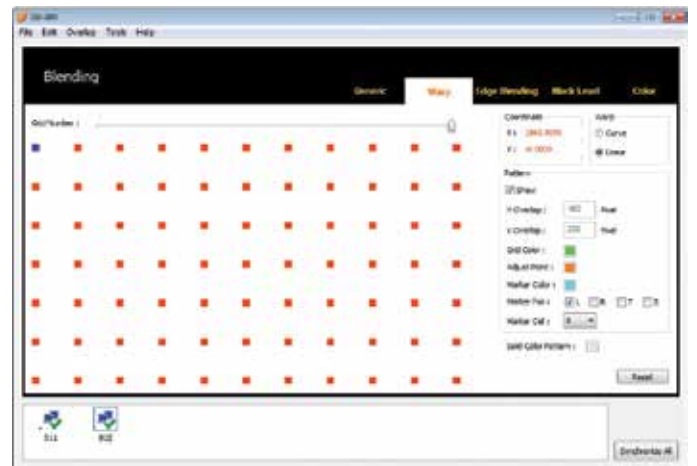 File Edit Overlap Tools Help
Blending
Generic Warp Edge Blending Black Level Color
Grid Number :
Coordinate
Warp
X :
Curve
Y :
Linear
Pattern
Show
H Overlap : Pixel
V Overlap : Pixel
Grid Color :
Adjust Point :
Marker Color :
Marker Pos : L R T
Marker Cell :
Solid Color Pattern :
Reset
Synchronize All